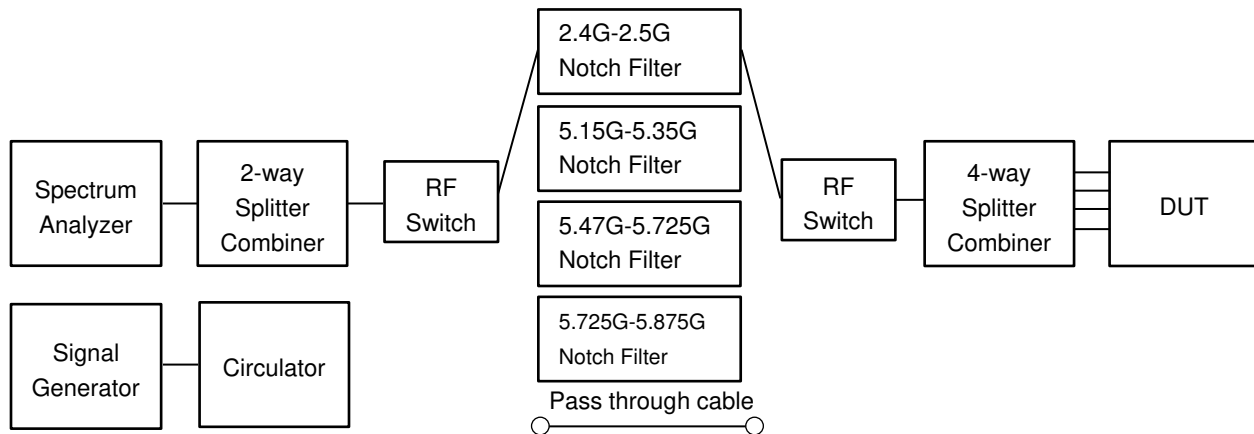 2.4G-2.5G
Notch Filter
5.15G-5.35G
Notch Filter
5.47G-5.725G
Notch Filter
5.725G-5.875G
Notch Filter
Pass through cable
Spectrum
Analyzer
2-way
Splitter
Combiner
RF
Switch
RF
Switch
4-way
Splitter
Combiner
DUT
Signal
Generator
Circulator